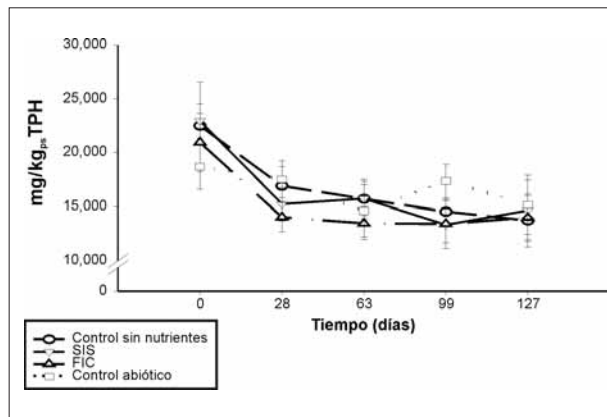 30,000
25,000
20,000
15,000
10,000
0
mg/kgps TPH
0 28 63 99 127
Tiempo (días)
Control sin nutrientes
SIS
FIC
Control abiótico